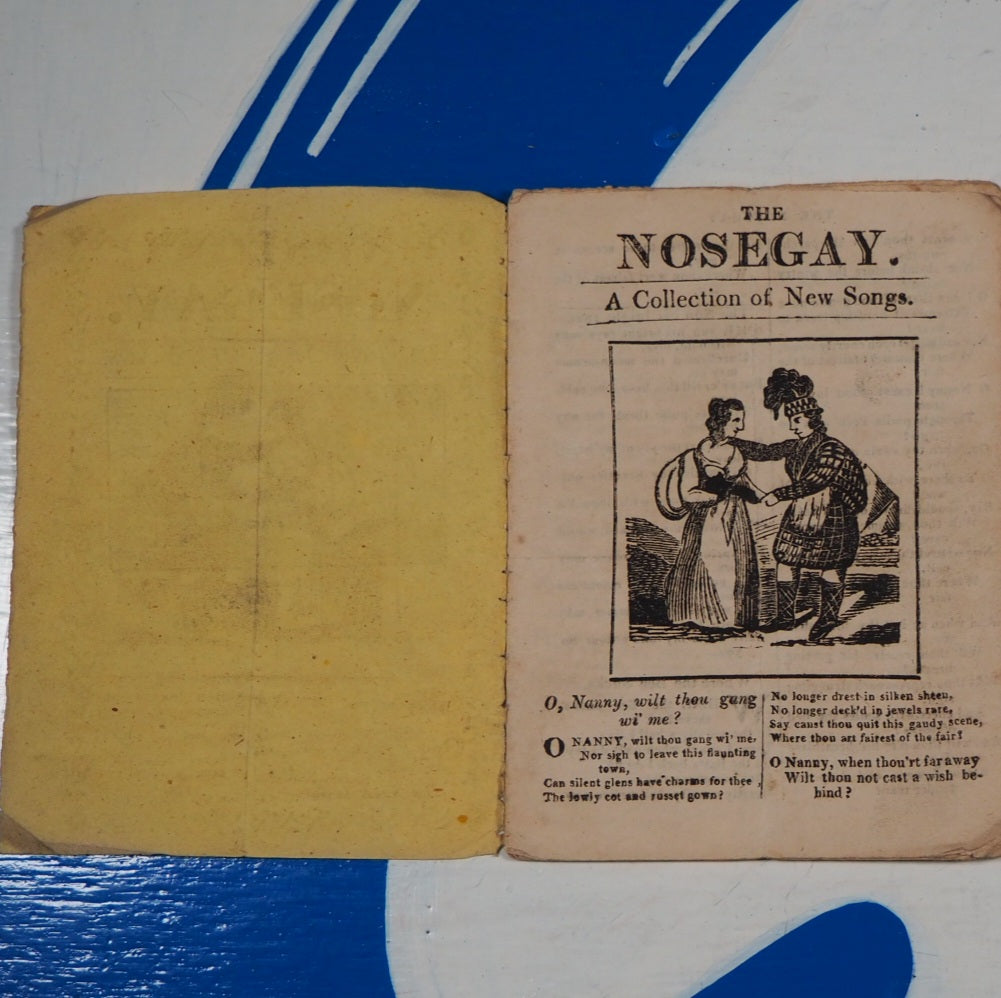 THE
NOSEGAY.
A Collection of New Songs.
O, Nanny, wilt thou gang
wi' me?
O NANNY, wilt thou gang wi' me,
Nor sigh to leave this flaunting
town,
Can silent glens have charms for thee,
The lowly cot and russet gown?
No longer drest in silken sheen,
No longer deck'd in jewels rare,
Say canst thou quit this gaudy scene,
Where thou art fairest of the fair?
O Nanny, when thou'rt far away
Wilt thou not cast a wish be-
hind?